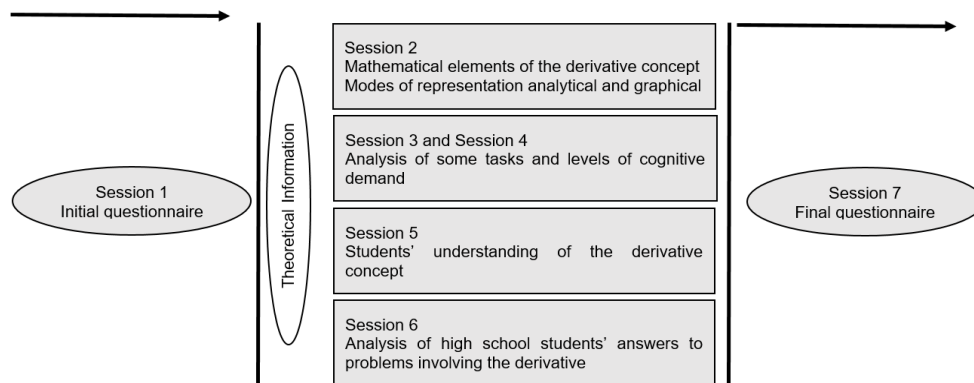 Session 1
Initial questionnaire
Theoretical Information
Session 2
Mathematical elements of the derivative concept
Modes of representation analytical and graphical
Session 3 and Session 4
Analysis of some tasks and levels of cognitive
demand
Session 5
Students’ understanding of the derivative
concept
Session 6
Analysis of high school students’ answers to
problems involving the derivative
Session 7
Final questionnaire